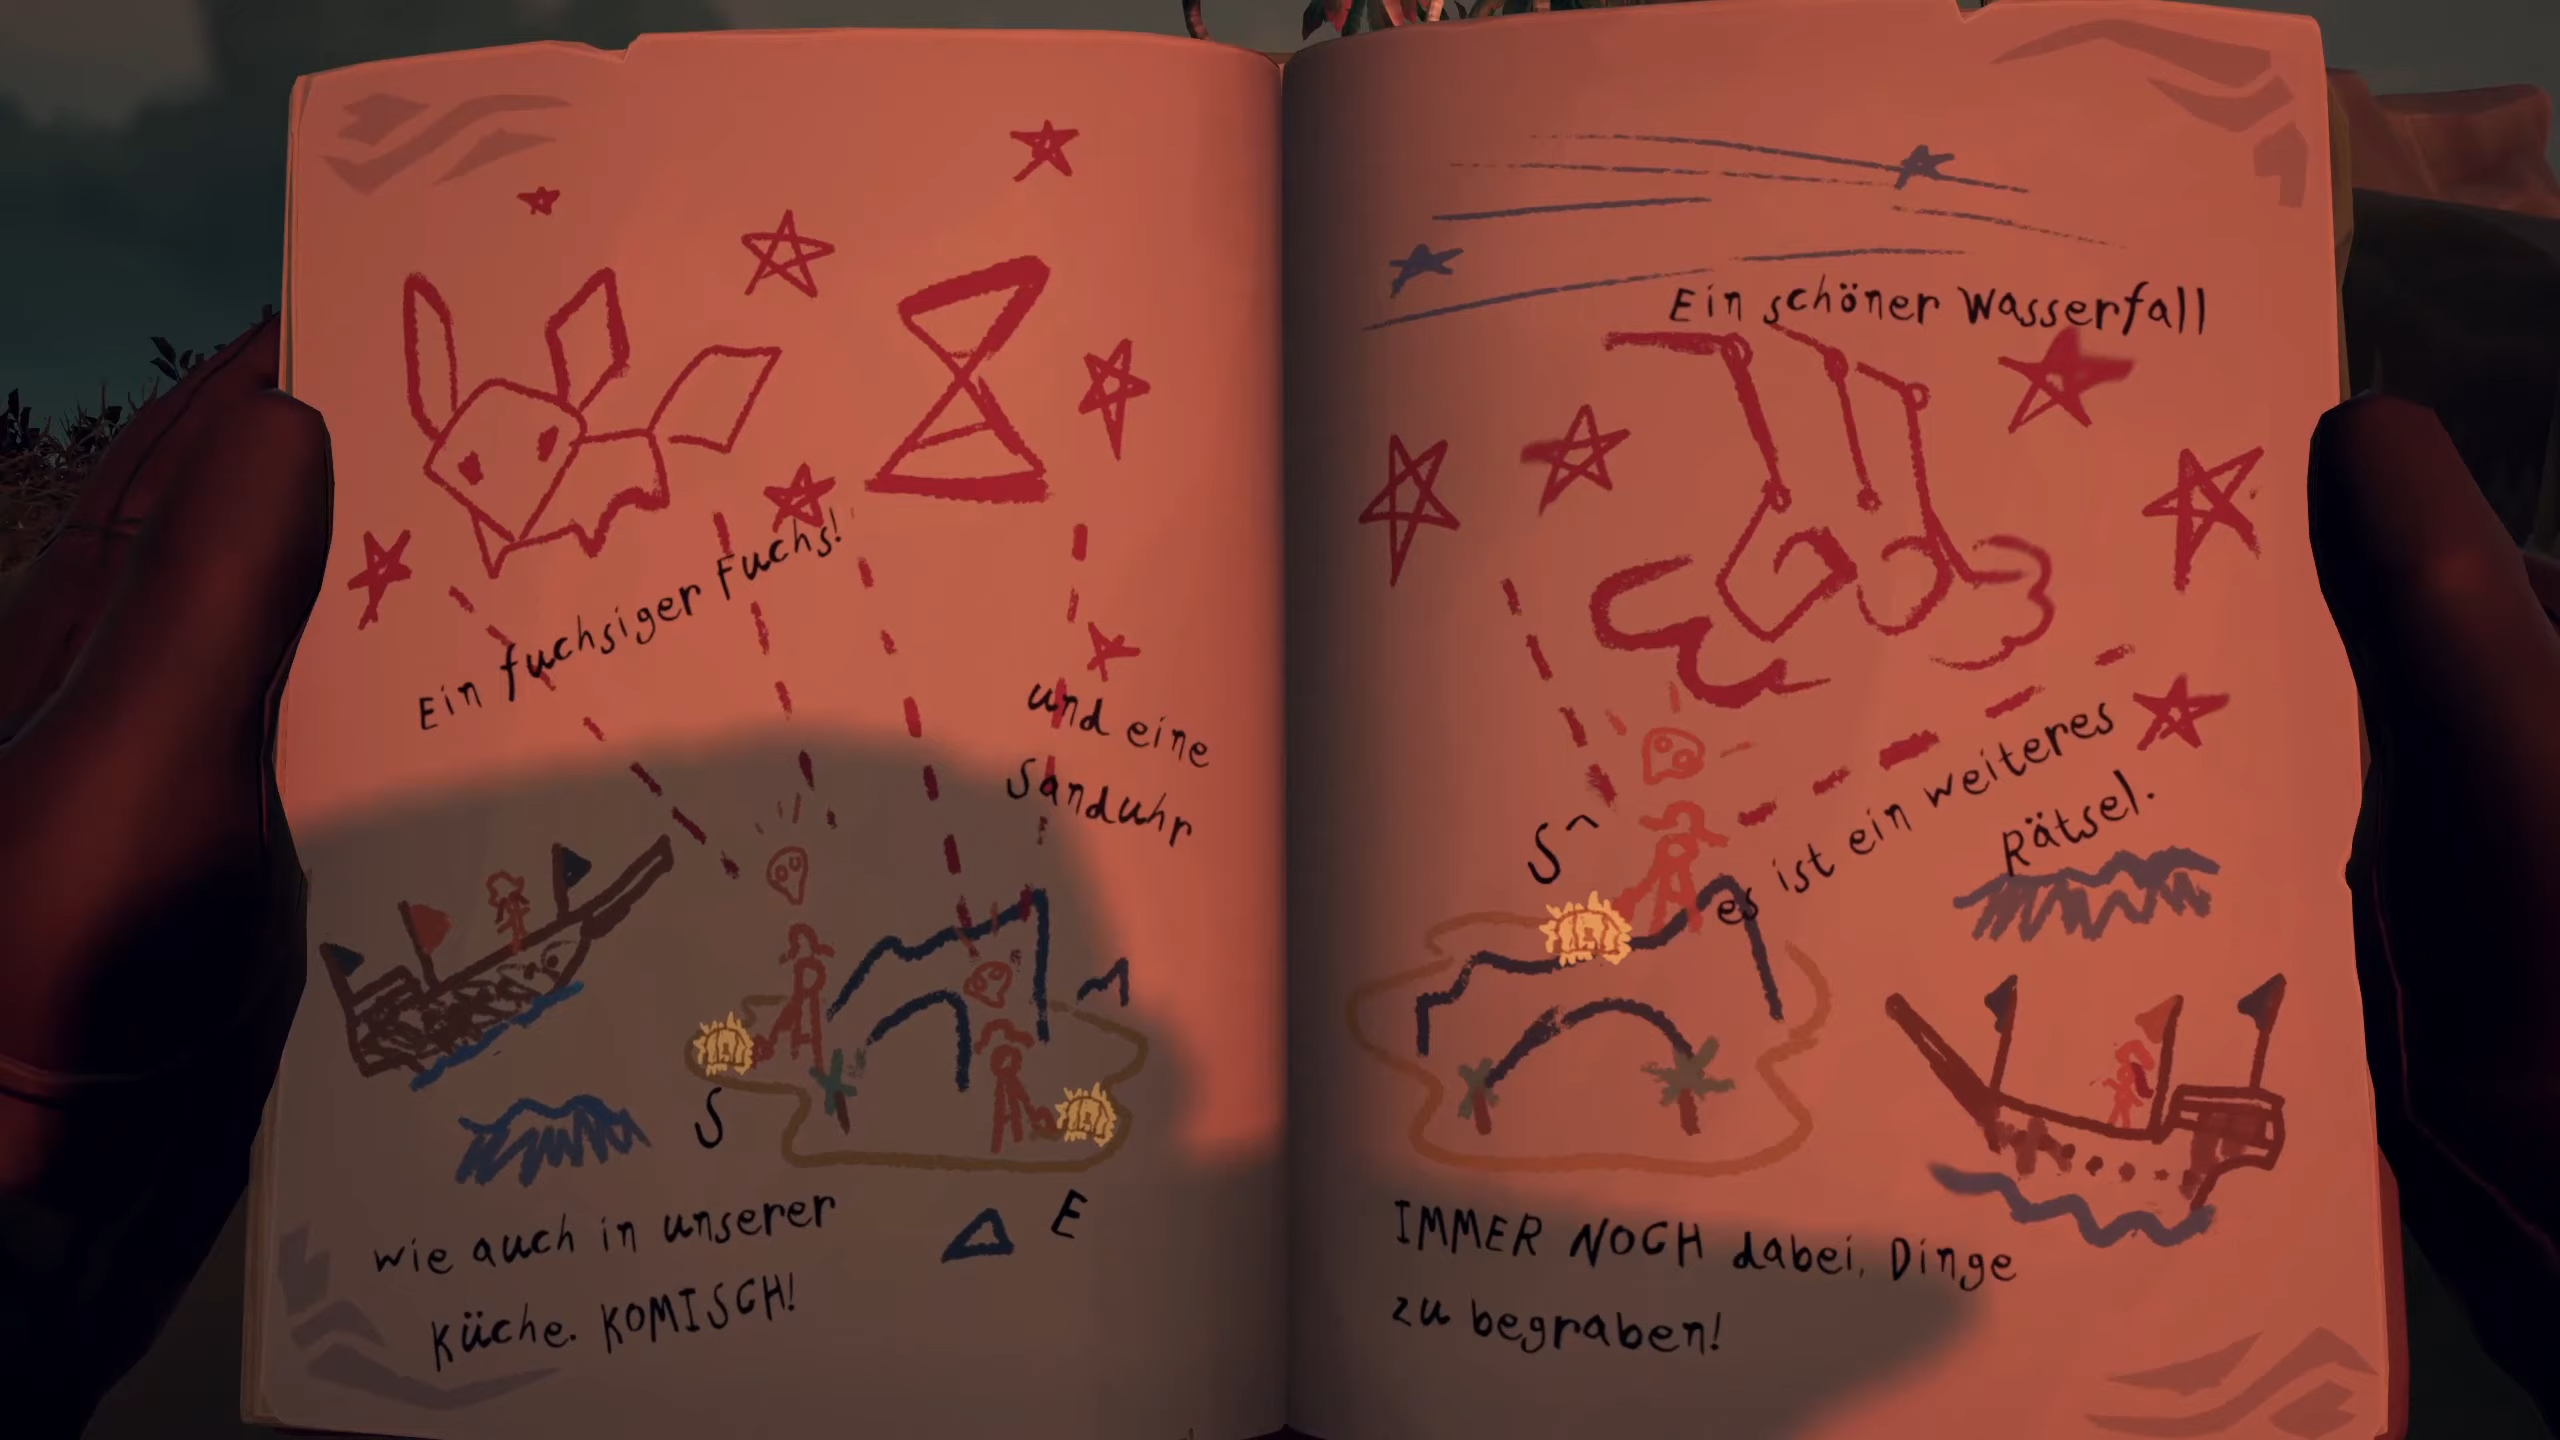 Ein fuchsiger Fuchs!
und eine
Sanduhr
S
E
wie auch in unserer
Küche. KOMISCH!
Ein schöner Wasserfall
S
es ist ein weiteres
Rätsel.
IMMER NOCH dabei, Dinge
zu begraben!